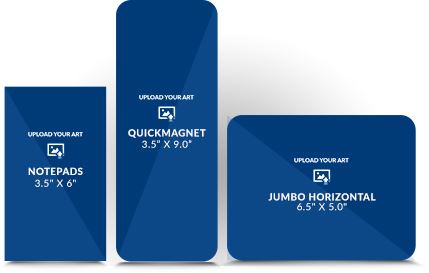 UPLOAD YOUR ART
NOTEPADS
3.5" X 6"
UPLOAD YOUR ART
QUICKMAGNET
3.5" X 9.0"
UPLOAD YOUR ART
JUMBO HORIZONTAL
6.5" X 5.0"